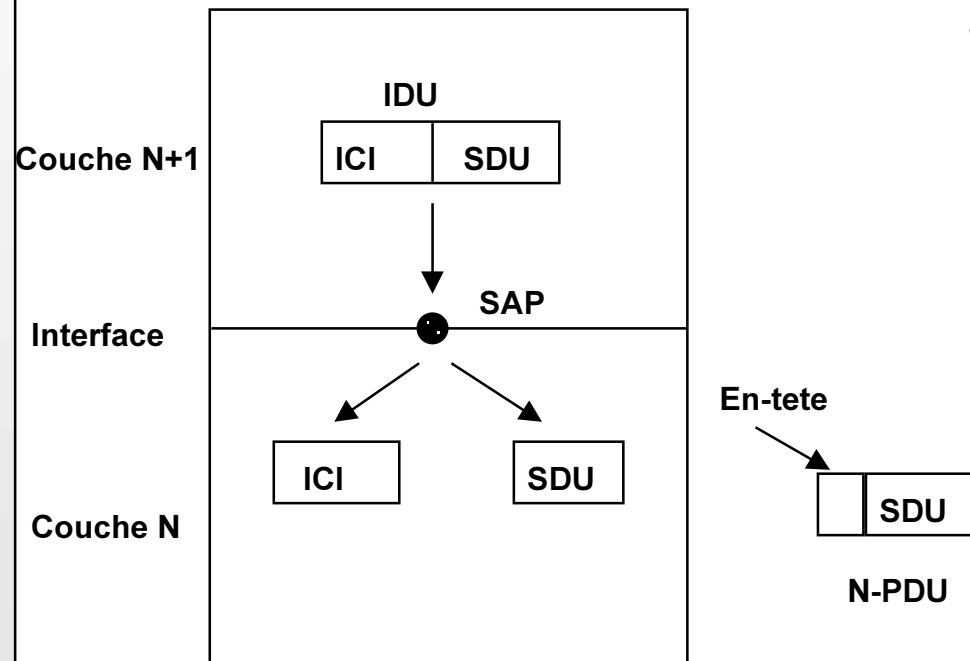 IDU
Couche N+1
ICI SDU
SAP
Interface
En-tete
ICI
SDU
SDU
Couche N
N-PDU